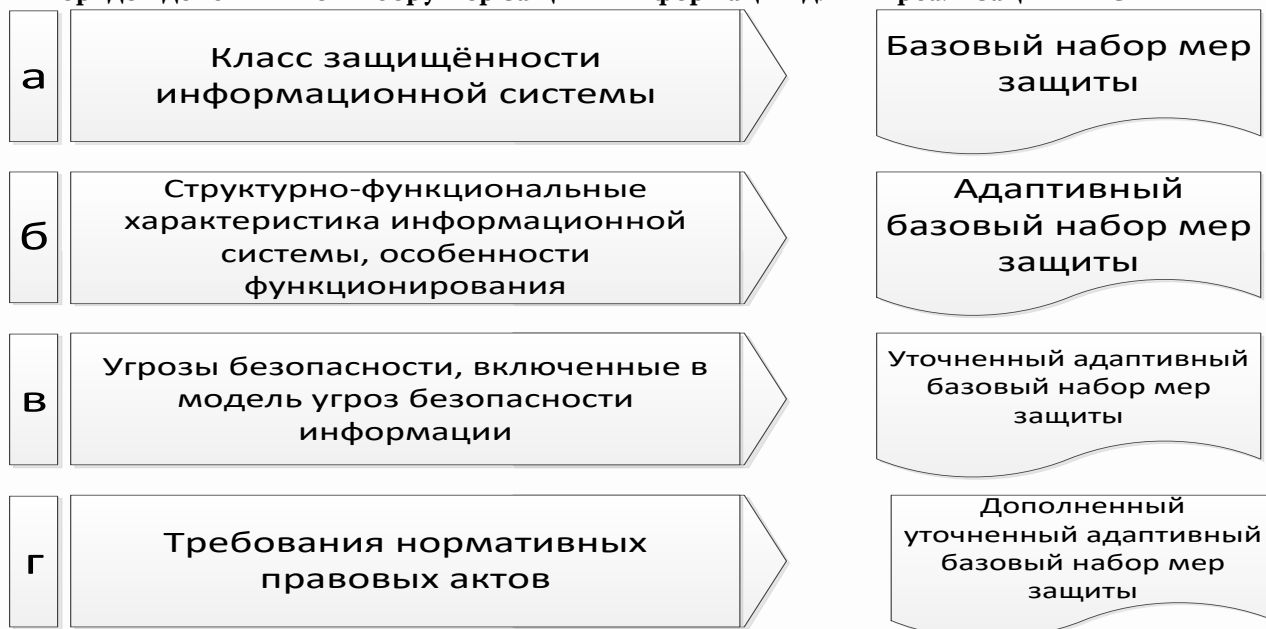 а
Класс защищённости
информационной системы
Базовый набор мер
защиты
б
Структурно-функциональные
характеристика информационной
системы, особенности
функционирования
Адаптивный
базовый набор мер
защиты
в
Угрозы безопасности, включенные в
модель угроз безопасности
информации
Уточненный адаптивный
базовый набор мер
защиты
г
Требования нормативных
правовых актов
Дополненный
уточненный адаптивный
базовый набор мер
защиты